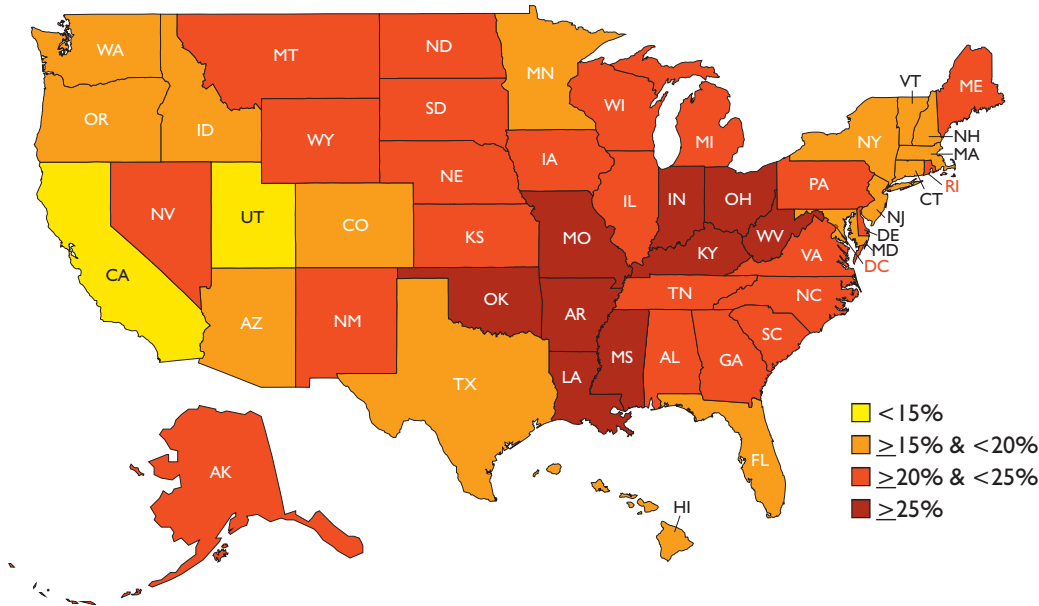 WA
MT
ND
MN
VT
ME
OR
ID
SD
WI
NY
NH
WY
MI
MA
IA
NE
PA
RI
CT
NV
UT
IL
IN
OH
NJ
CO
DE
KS
MO
WV
MD
KY
VA
DC
CA
TN
NC
OK
AZ
NM
AR
SC
MS
AL
GA
LA
TX
<15%
≥15% & <20%
FL
AK
≥20% & <25%
HI
≥25%